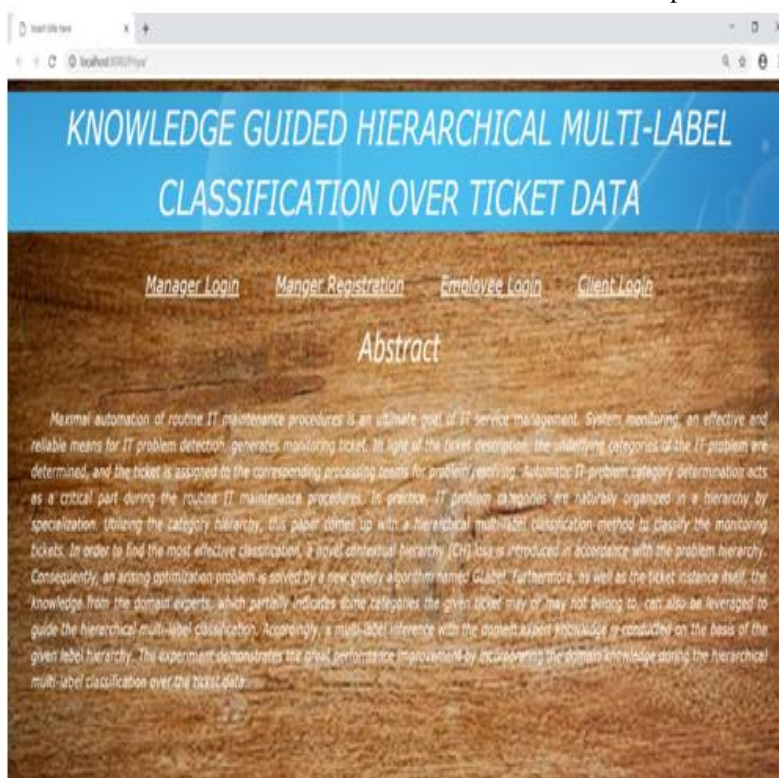 Insert title here
localhost:8080/Priya/
KNOWLEDGE GUIDED HIERARCHICAL MULTI-LABEL
CLASSIFICATION OVER TICKET DATA
Manager Login Manger Registration Employee Login Client Login
Abstract
Maximal automation of routine IT maintenance procedures is an ultimate goal of IT service management. System monitoring, an effective and
reliable means for IT problem detection, generates monitoring ticket. In light of the ticket description, the underlying categories of the IT problem are
determined, and the ticket is assigned to the corresponding processing teams for problem resolving. Automatic IT problem category determination acts
as a critical part during the routine IT maintenance procedures. In practice, IT problem categories are naturally organized in a hierarchy by
specialization. Utilizing the category hierarchy, this paper comes up with a hierarchical multi-label classification method to classify the monitoring
tickets. In order to find the most effective classification, a novel contextual hierarchy (CH) loss is introduced in accordance with the problem hierarchy.
Consequently, an arising optimization problem is solved by a new greedy algorithm named GLabel. Furthermore, as well as the ticket instance itself, the
knowledge from the domain experts, which partially indicates some categories the given ticket may or may not belong to, can also be leveraged to
guide the hierarchical multi-label classification. Accordingly, a multi-label inference with the domain expert knowledge is conducted on the basis of the
given label hierarchy. The experiment demonstrates the great performance improvement by incorporating the domain knowledge during the hierarchical
multi-label classification over the ticket data.